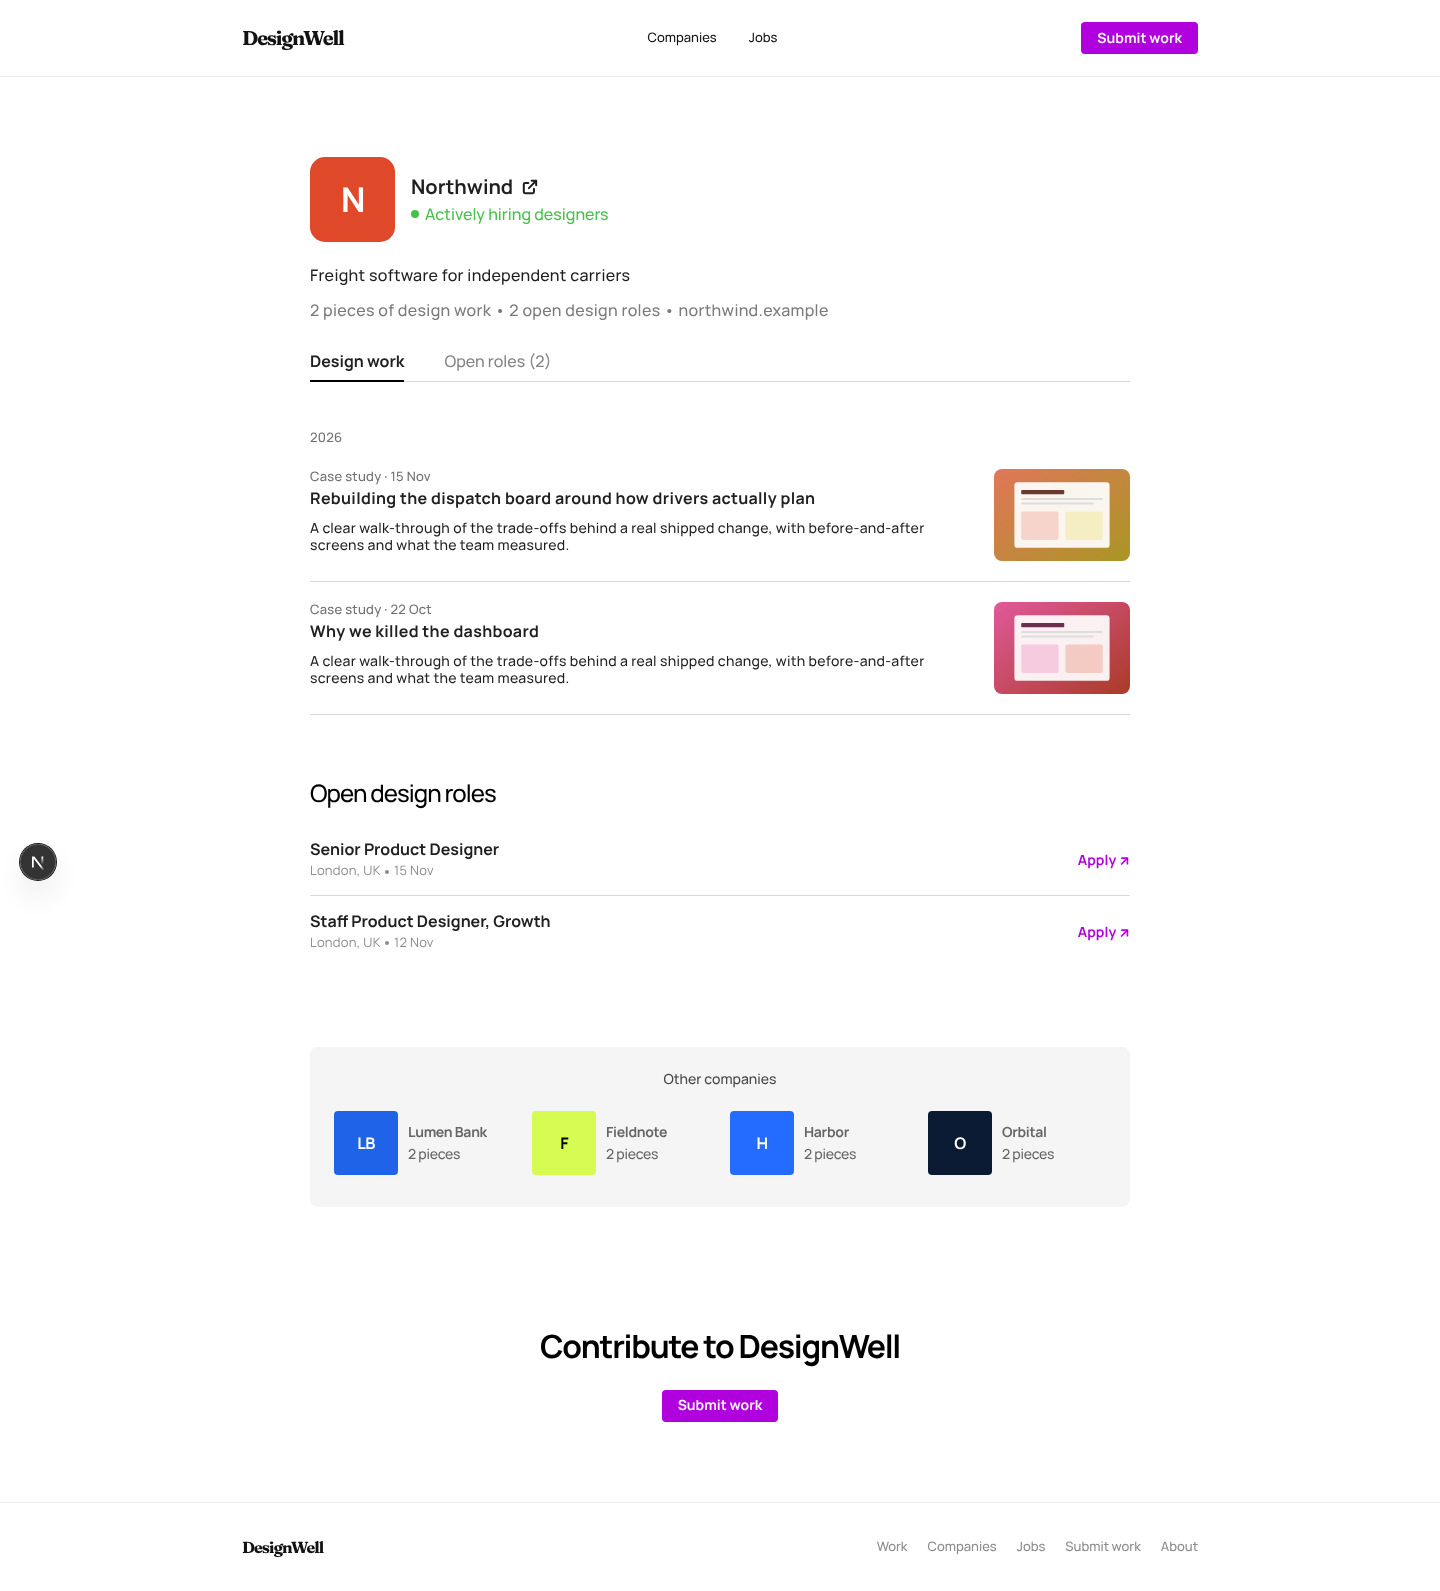 DesignWell
Companies
Jobs
Submit work
N
Northwind
Actively hiring designers
Freight software for independent carriers
2 pieces of design work • 2 open design roles • northwind.example
Design work
Open roles (2)
2026
Case study · 15 Nov
Rebuilding the dispatch board around how drivers actually plan
A clear walk-through of the trade-offs behind a real shipped change, with before-and-after
screens and what the team measured.
Case study · 22 Oct
Why we killed the dashboard
A clear walk-through of the trade-offs behind a real shipped change, with before-and-after
screens and what the team measured.
Open design roles
Senior Product Designer
London, UK • 15 Nov
Apply
N
Staff Product Designer, Growth
London, UK • 12 Nov
Apply
Other companies
LB
Lumen Bank
2 pieces
F
Fieldnote
2 pieces
H
Harbor
2 pieces
O
Orbital
2 pieces
Contribute to DesignWell
Submit work
DesignWell
Work
Companies
Jobs
Submit work
About